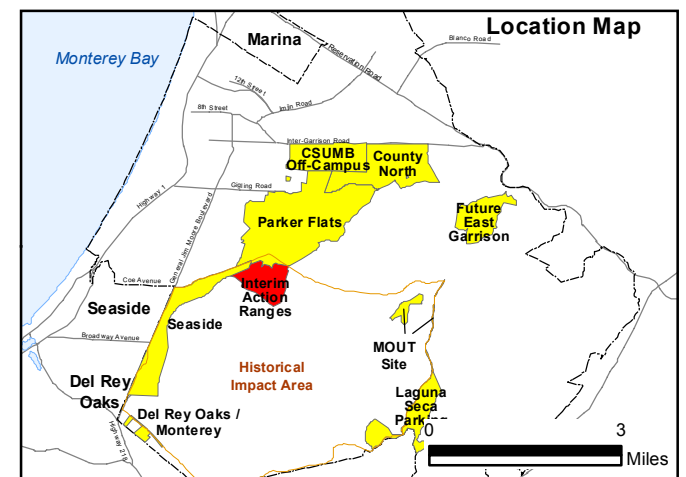 Location Map
Marina
Monterey Bay
Blanco Road
Reservation Road
12th Street
Imjin Road
8th Street
Inter-Garrison Road
CSUMB
Off-Campus
County
North
Gigling Road
Highway 1
General Jim Moore Boulevard
Parker Flats
Future
East
Garrison
Coe Avenue
Interim
Action
Ranges
Seaside
Seaside
Broadway Avenue
MOUT
Site
Historical
Impact Area
Del Rey
Oaks
Laguna
Seca
Parking
Del Rey Oaks /
Monterey
Highway 218
0
3
Miles